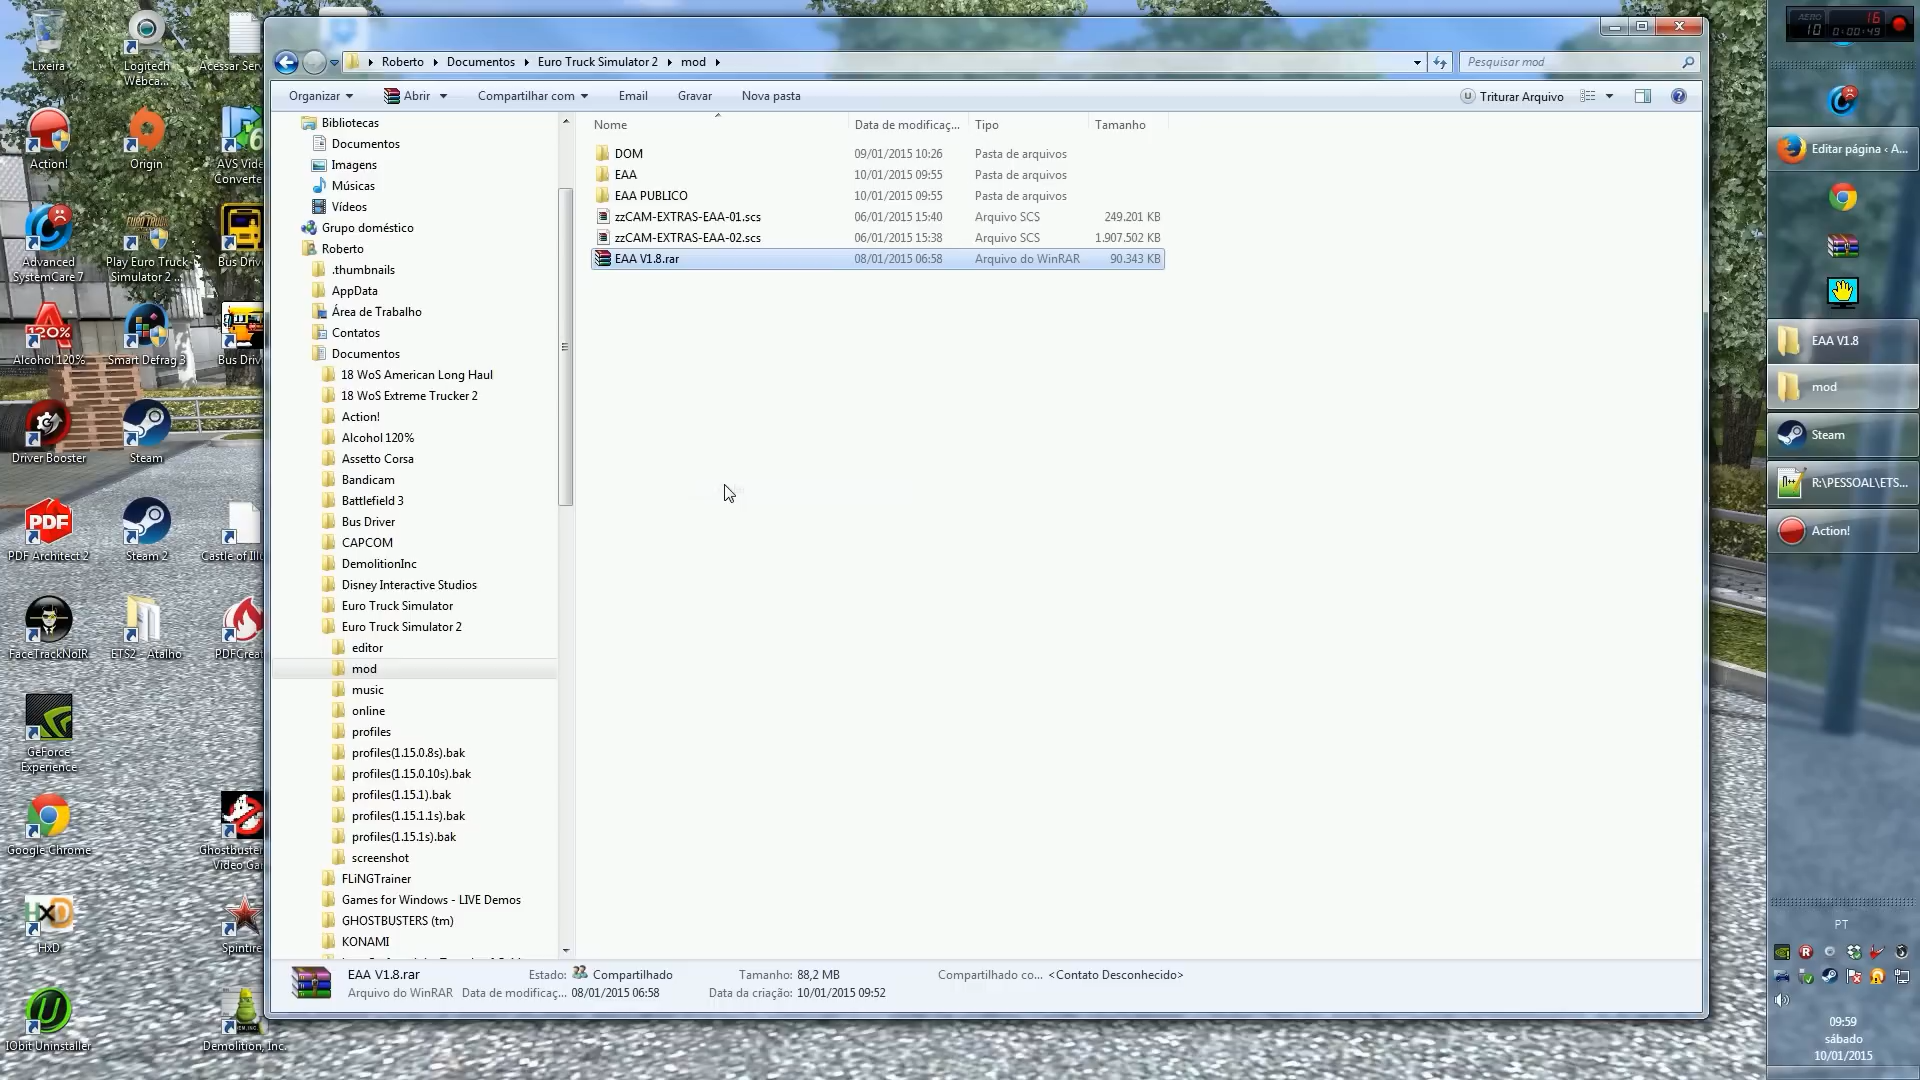 Lixeira
Logitech
Webca...
Acessar Serv
Action!
Origin
AVS Vide
Converte
Advanced
SystemCare 7
Play Euro Truck
Simulator 2 ...
Bus Driv
Alcohol 120%
Smart Defrag 3
Bus Driv
Driver Booster
Steam
PDF Architect 2
Steam 2
Castle of Ill
FaceTrackNoIR
ETS2 - Atalho
PDFCreat
GeForce
Experience
Google Chrome
Ghostbuster
Video Ga
HxD
Spintire
IObit Uninstaller
Demolition, Inc.
Roberto
Documentos
Euro Truck Simulator 2
mod
Pesquisar mod
Organizar
Abrir
Compartilhar com
Email
Gravar
Nova pasta
Triturar Arquivo
Bibliotecas
Documentos
Imagens
Músicas
Vídeos
Grupo doméstico
Roberto
.thumbnails
AppData
Área de Trabalho
Contatos
Documentos
18 WoS American Long Haul
18 WoS Extreme Trucker 2
Action!
Alcohol 120%
Assetto Corsa
Bandicam
Battlefield 3
Bus Driver
CAPCOM
DemolitionInc
Disney Interactive Studios
Euro Truck Simulator
Euro Truck Simulator 2
editor
mod
music
online
profiles
profiles(1.15.0.8s).bak
profiles(1.15.0.10s).bak
profiles(1.15.1).bak
profiles(1.15.1.1s).bak
profiles(1.15.1s).bak
screenshot
FLiNGTrainer
Games for Windows - LIVE Demos
GHOSTBUSTERS (tm)
KONAMI
Nome Data de modificaç... Tipo Tamanho
DOM 09/01/2015 10:26 Pasta de arquivos
EAA 10/01/2015 09:55 Pasta de arquivos
EAA PUBLICO 10/01/2015 09:55 Pasta de arquivos
zzCAM-EXTRAS-EAA-01.scs 06/01/2015 15:40 Arquivo SCS 249.201 KB
zzCAM-EXTRAS-EAA-02.scs 06/01/2015 15:38 Arquivo SCS 1.907.502 KB
EAA V1.8.rar 08/01/2015 06:58 Arquivo do WinRAR 90.343 KB
EAA V1.8.rar Estado: Compartilhado Tamanho: 88,2 MB Compartilhado co... <Contato Desconhecido>
Arquivo do WinRAR Data de modificaç... 08/01/2015 06:58 Data da criação: 10/01/2015 09:52
AERO
10
16
0:00:49
Editar página ‹ A...
EAA V1.8
mod
Steam
R:\PESSOAL\ETS...
Action!
PT
09:59
sábado
10/01/2015